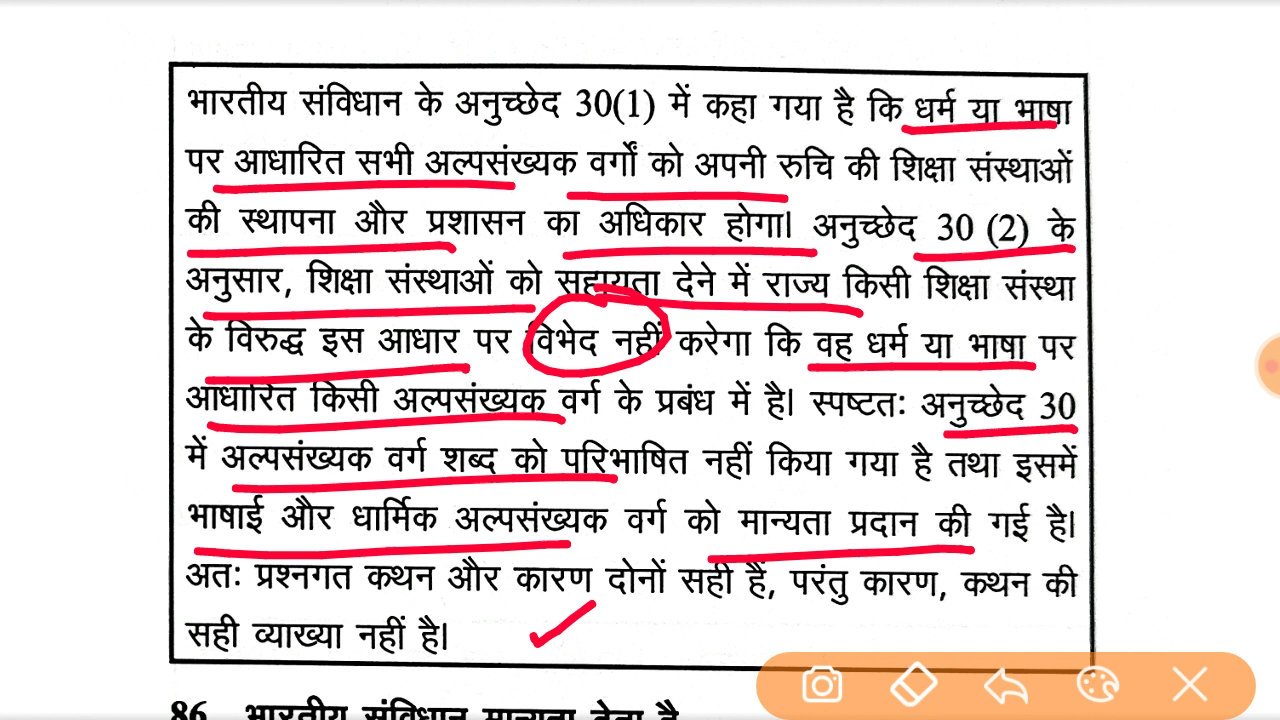 भारतीय संविधान के अनुच्छेद 30(1) में कहा गया है कि धर्म या भाषा
पर आधारित सभी अल्पसंख्यक वर्गों को अपनी रुचि की शिक्षा संस्थाओं
की स्थापना और प्रशासन का अधिकार होगा। अनुच्छेद 30 (2) के
अनुसार, शिक्षा संस्थाओं को सहायता देने में राज्य किसी शिक्षा संस्था
के विरुद्ध इस आधार पर विभेद नहीं करेगा कि वह धर्म या भाषा पर
आधारित किसी अल्पसंख्यक वर्ग के प्रबंध में है। स्पष्टतः अनुच्छेद 30
में अल्पसंख्यक वर्ग शब्द को परिभाषित नहीं किया गया है तथा इसमें
भाषाई और धार्मिक अल्पसंख्यक वर्ग को मान्यता प्रदान की गई है।
अतः प्रश्नगत कथन और कारण दोनों सही हैं, परंतु कारण, कथन की
सही व्याख्या नहीं है।
86. भारतीय संविधान मान्यता देता है